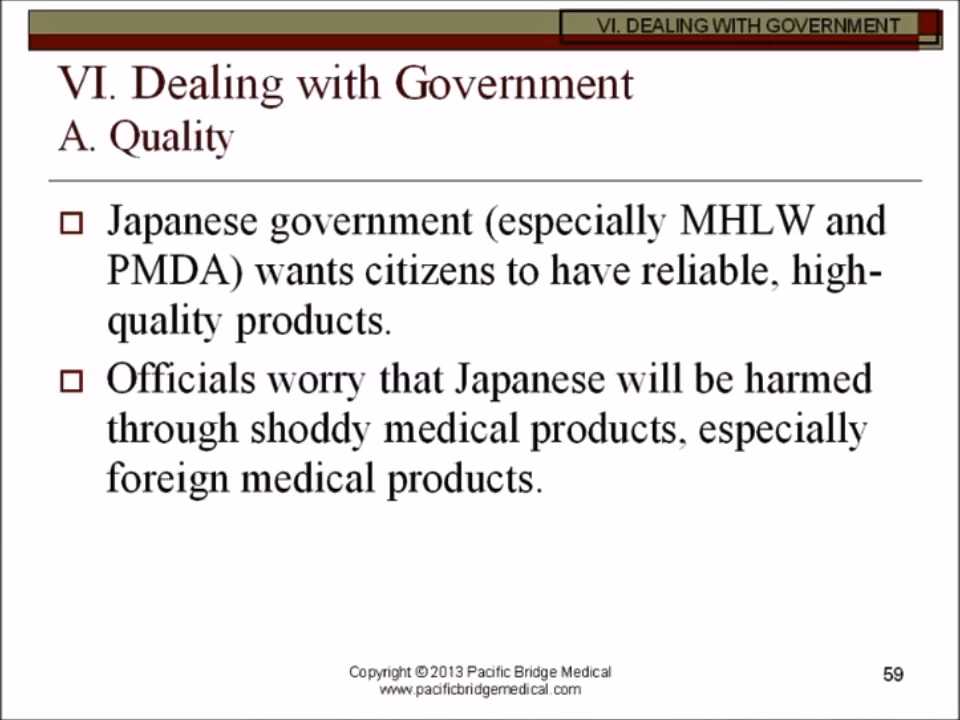 VI. DEALING WITH GOVERNMENT
VI. Dealing with Government
A. Quality
Japanese government (especially MHLW and
PMDA) wants citizens to have reliable, high-
quality products.
Officials worry that Japanese will be harmed
through shoddy medical products, especially
foreign medical products.
Copyright © 2013 Pacific Bridge Medical
www.pacificbridgemedical.com
59